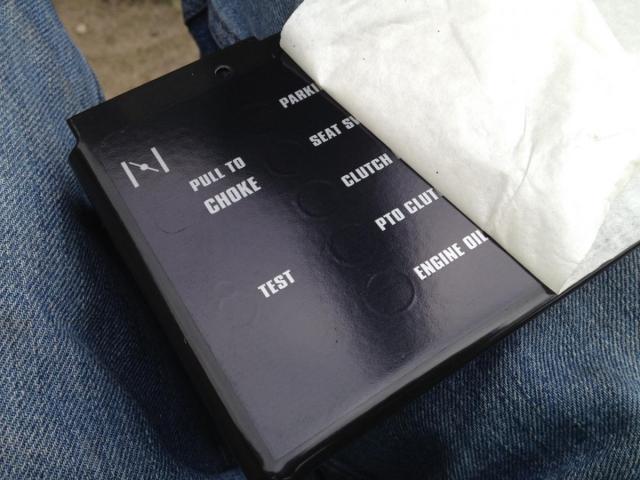 PULL TO
CHOKE
TEST
PARKI
SEAT SW
CLUTCH
PTO CLUT
ENGINE OIL